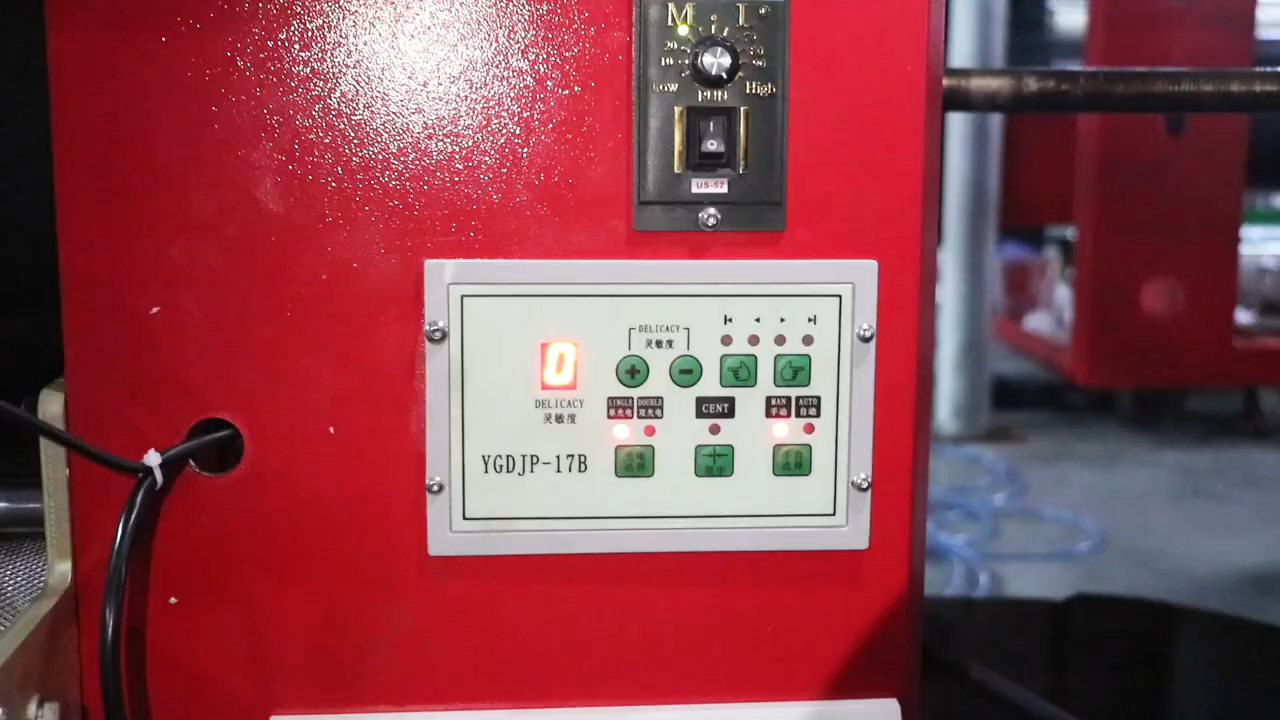 20
10
Low
High
US-52
DELICACY
灵敏度
0
DELICACY
灵敏度
SINGLE
单光电
DOUBLE
双光电
CENT
MAN
手动
AUTO
自动
YGDJP-17B